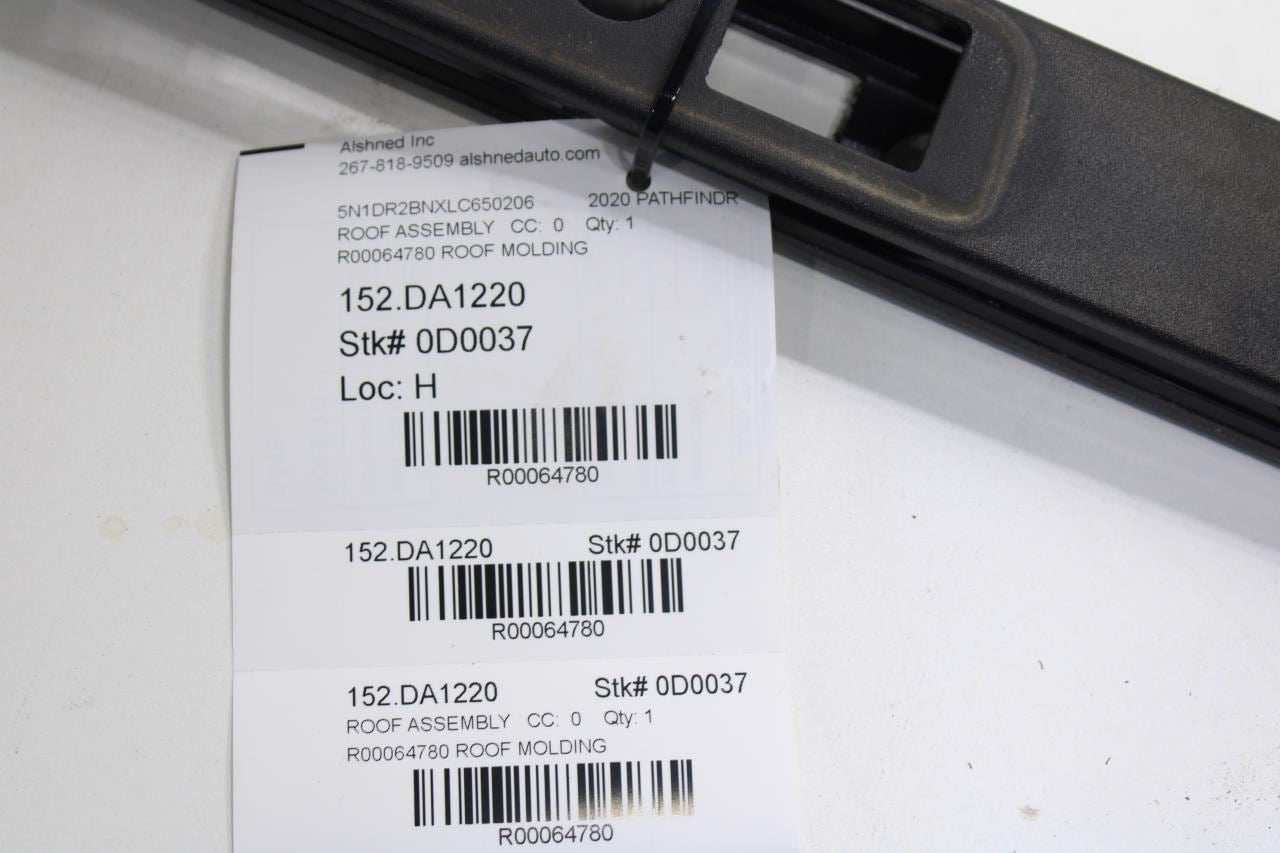 Alshned Inc
267-818-9509 alshnedauto.com
5N1DR2BNXLC650206 2020 PATHFINDR
ROOF ASSEMBLY CC: 0 Qty: 1
R00064780 ROOF MOLDING
152.DA1220
Stk# 0D0037
Loc: H
R00064780
152.DA1220 Stk# 0D0037
R00064780
152.DA1220 Stk# 0D0037
ROOF ASSEMBLY CC: 0 Qty: 1
R00064780 ROOF MOLDING
R00064780